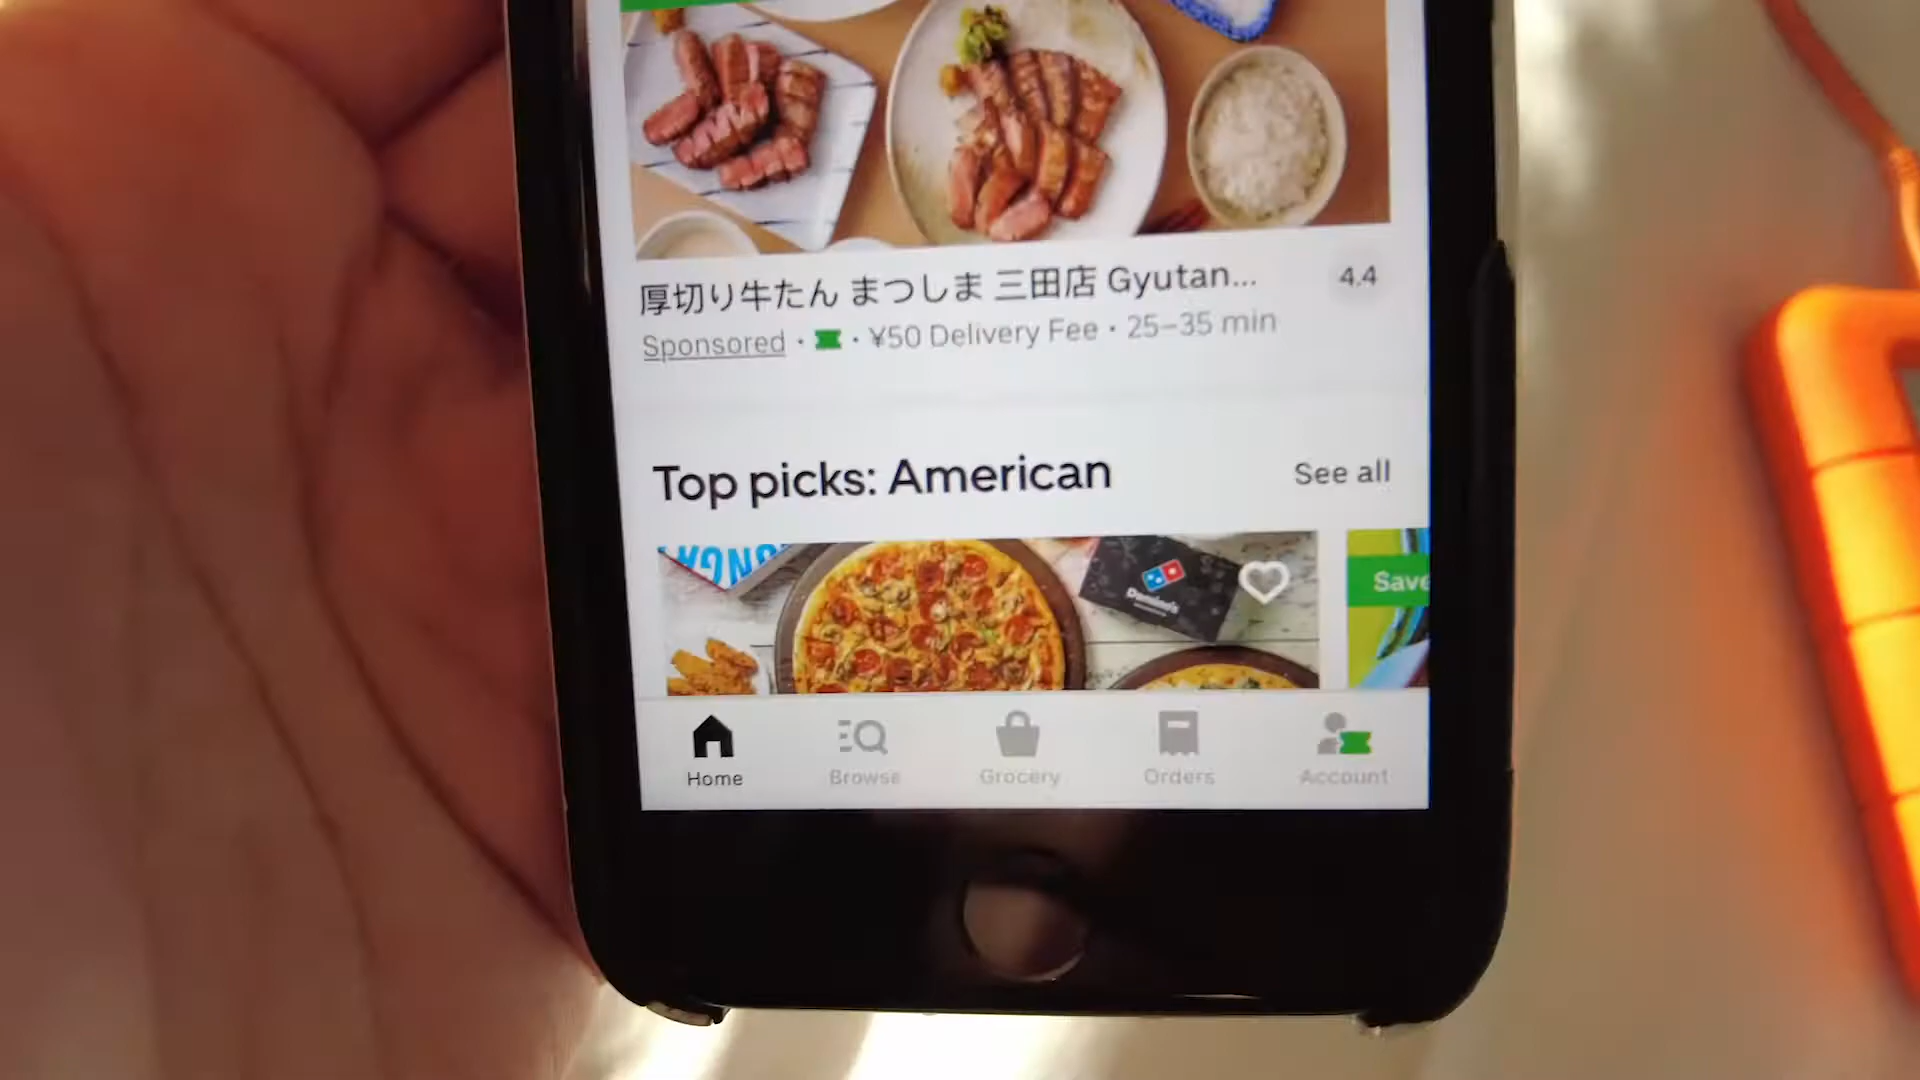 厚切り牛たん まつしま 三田店 Gyutan...
4.4
Sponsored · · ¥50 Delivery Fee · 25–35 min
Top picks: American
See all
Domino's
Save
Home
Browse
Grocery
Orders
Account